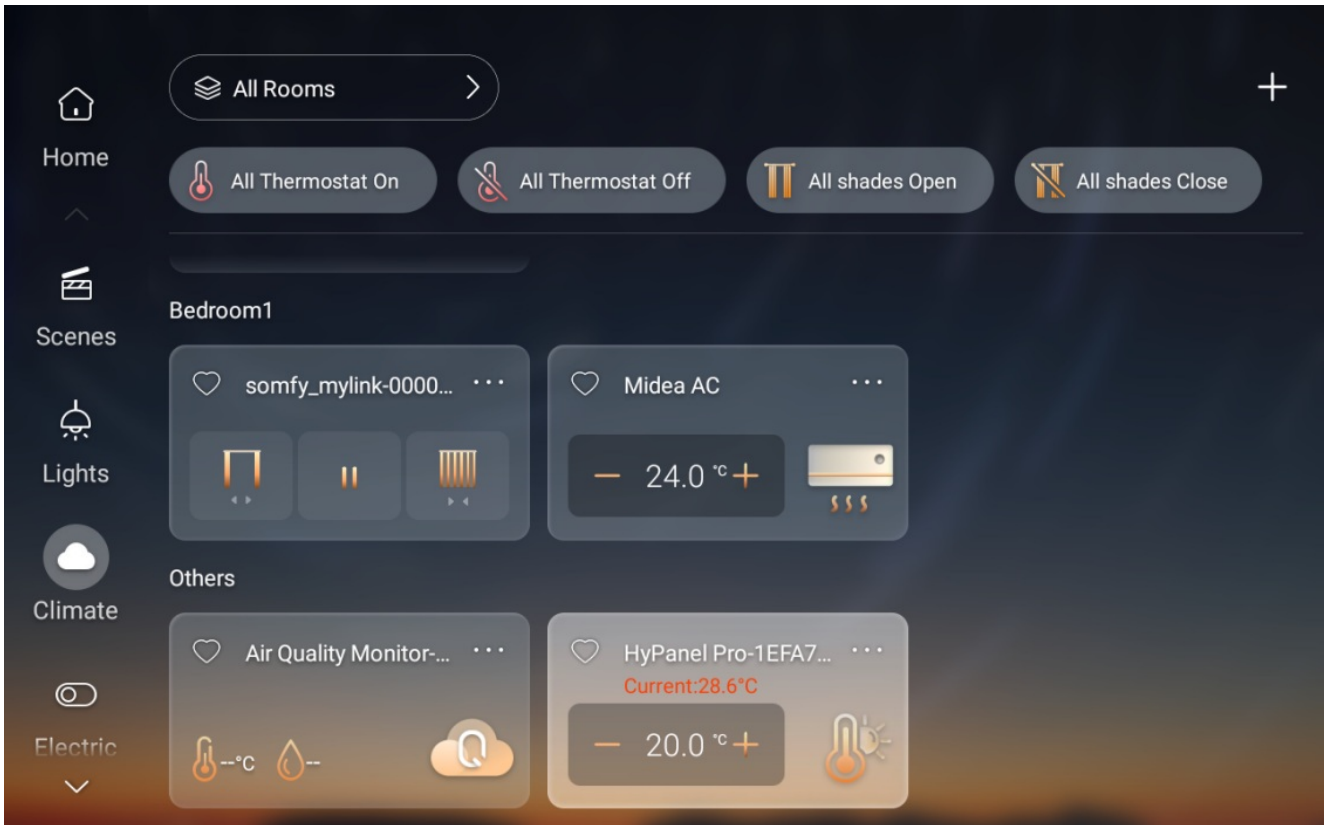 All Rooms
Home
All Thermostat On
All Thermostat Off
All shades Open
All shades Close
Scenes
Bedroom1
somfy_mylink-0000...
Midea AC
Lights
24.0 °C
Climate
Others
Air Quality Monitor-...
HyPanel Pro-1EFA7...
Current:28.6°C
Electric
--°C
--
Q
20.0 °C